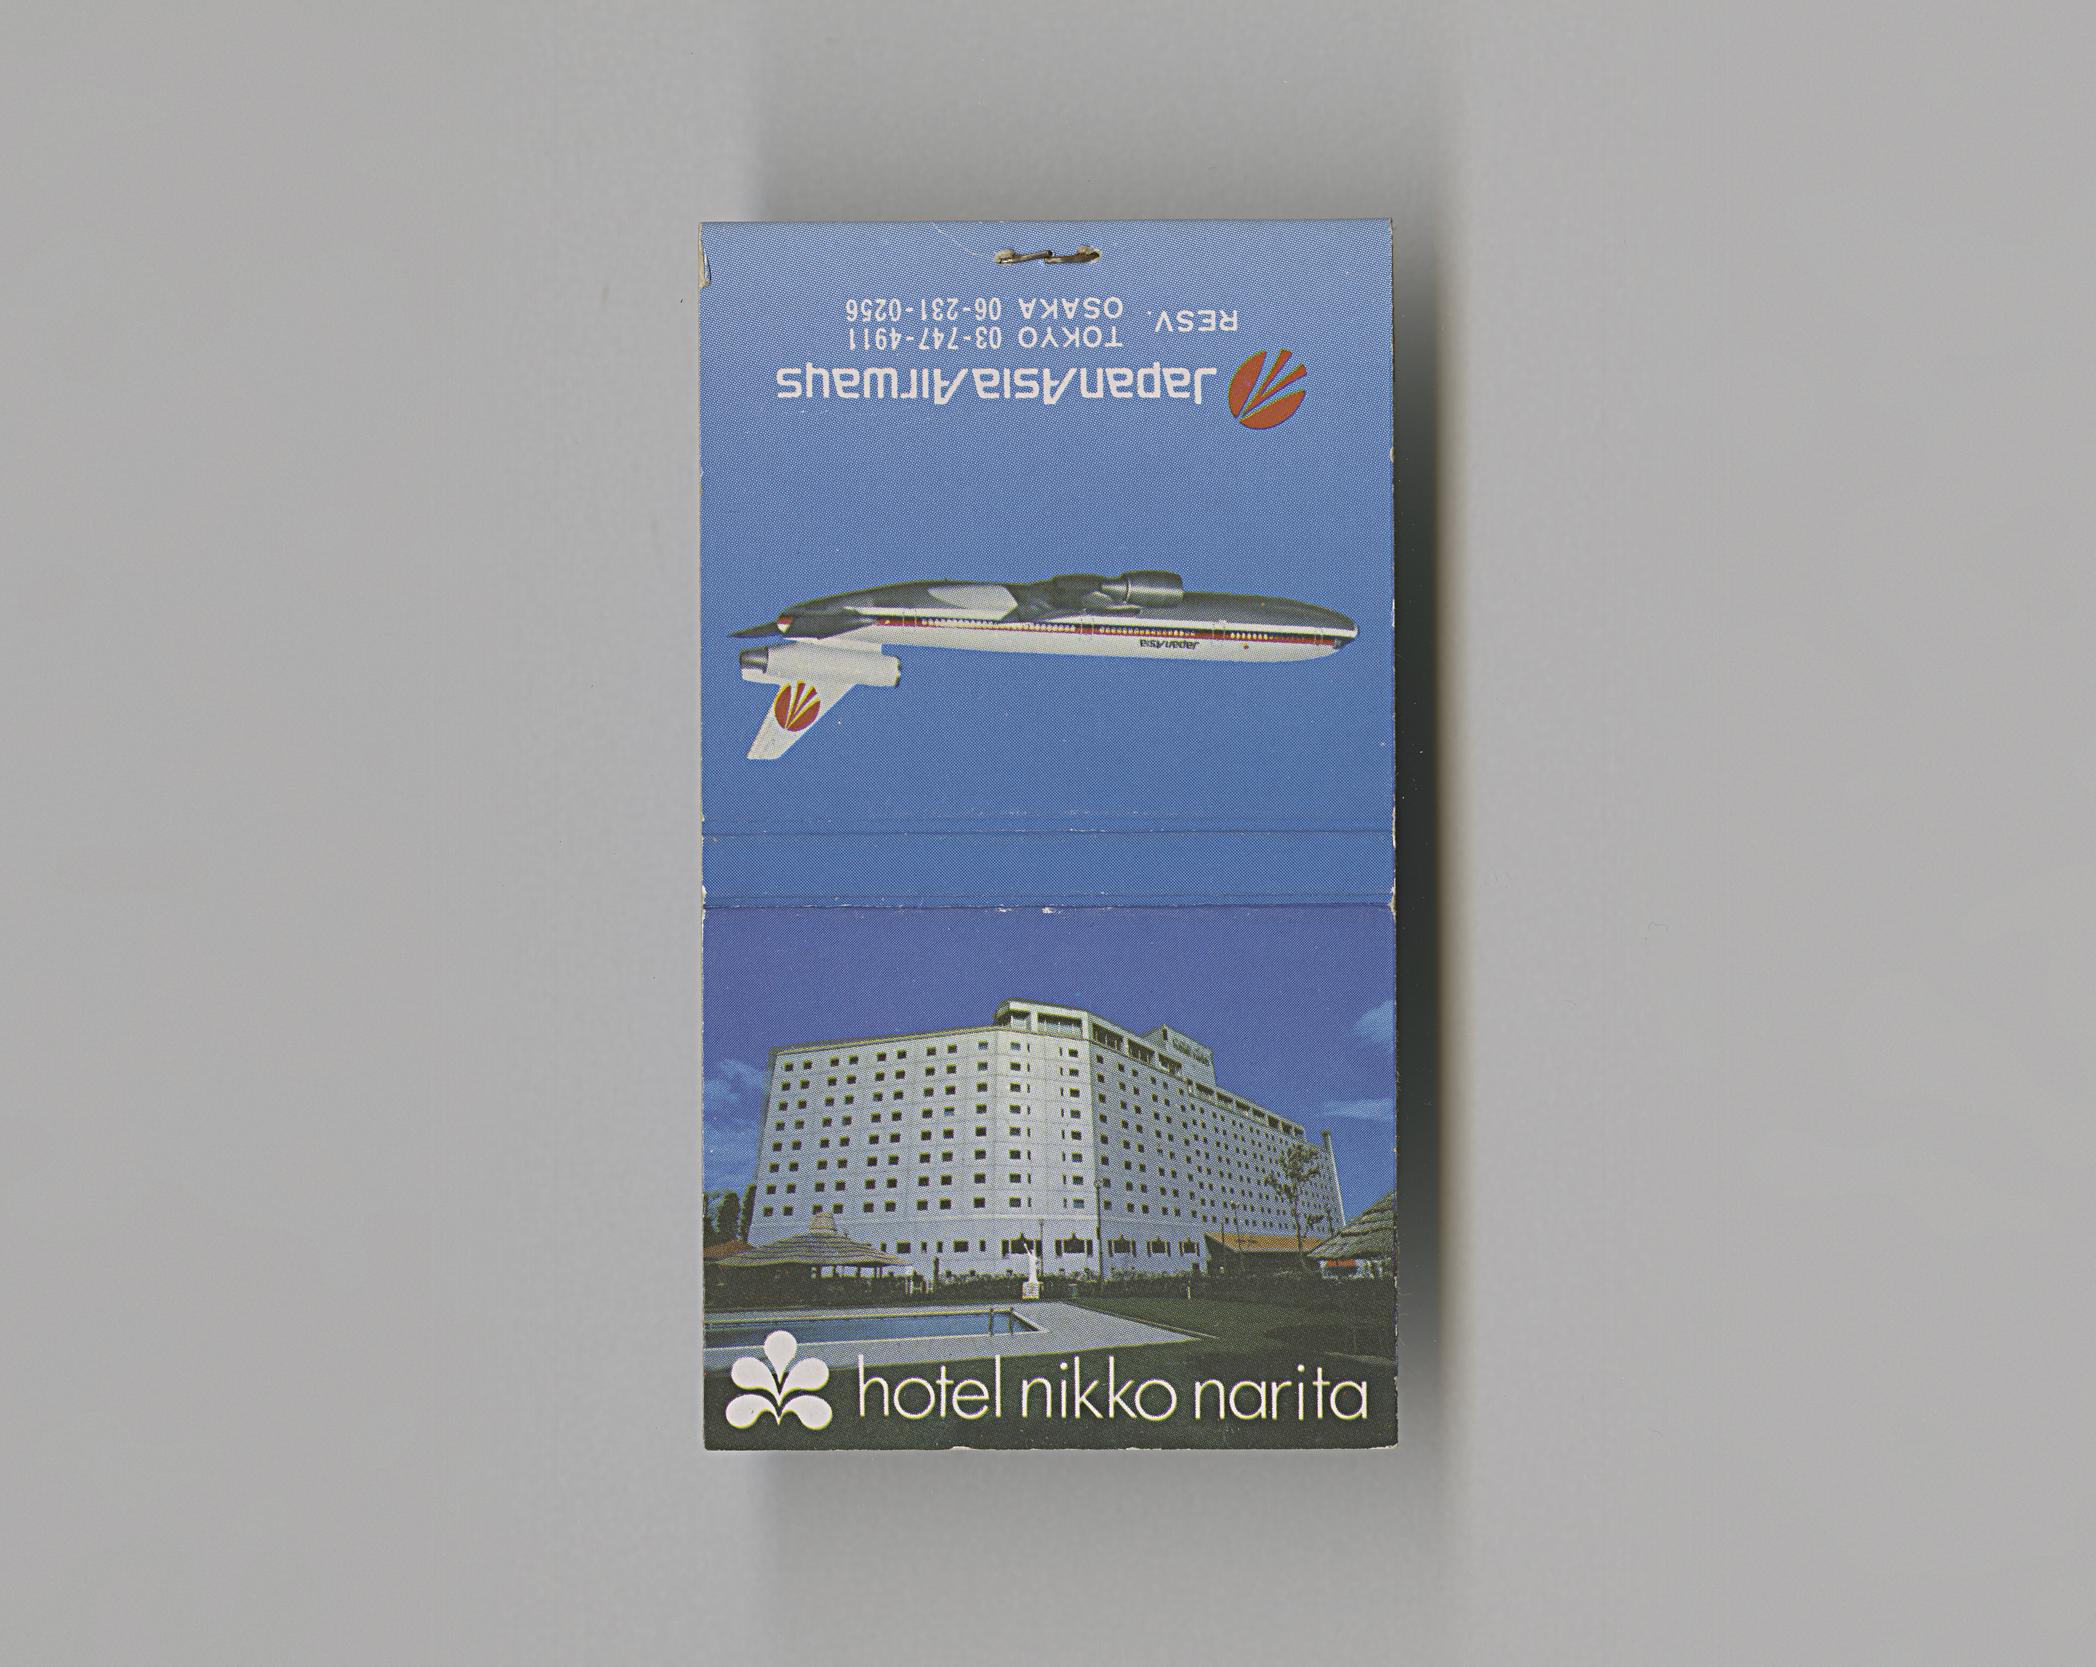 JapanAsiaAirways
RESV.
TOKYO 03-747-4911
OSAKA 06-231-0256
JapanAsia
hotel nikko narita